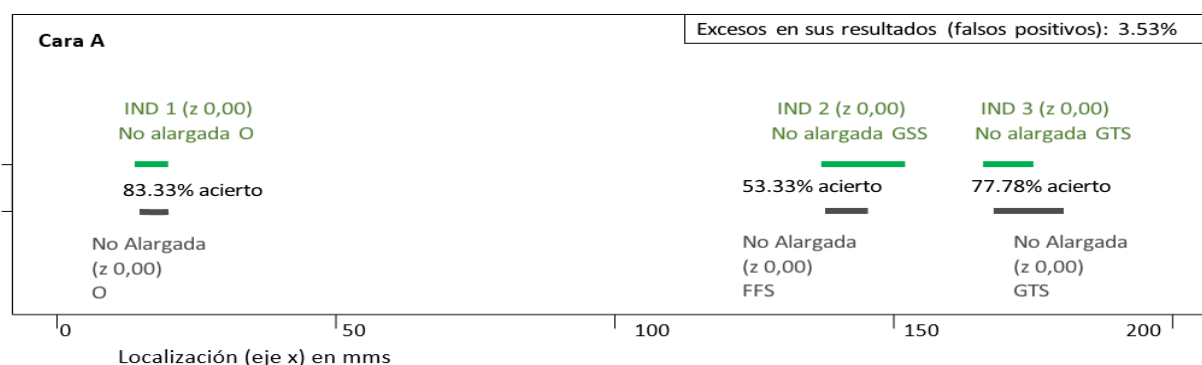 Cara A
Excesos en sus resultados (falsos positivos): 3.53%
IND 1 (z 0,00)
No alargada O
IND 2 (z 0,00)
No alargada GSS
IND 3 (z 0,00)
No alargada GTS
83.33% acierto
53.33% acierto
77.78% acierto
No Alargada
(z 0,00)
O
No Alargada
(z 0,00)
FFS
No Alargada
(z 0,00)
GTS
0
50
100
150
200
Localización (eje x) en mms